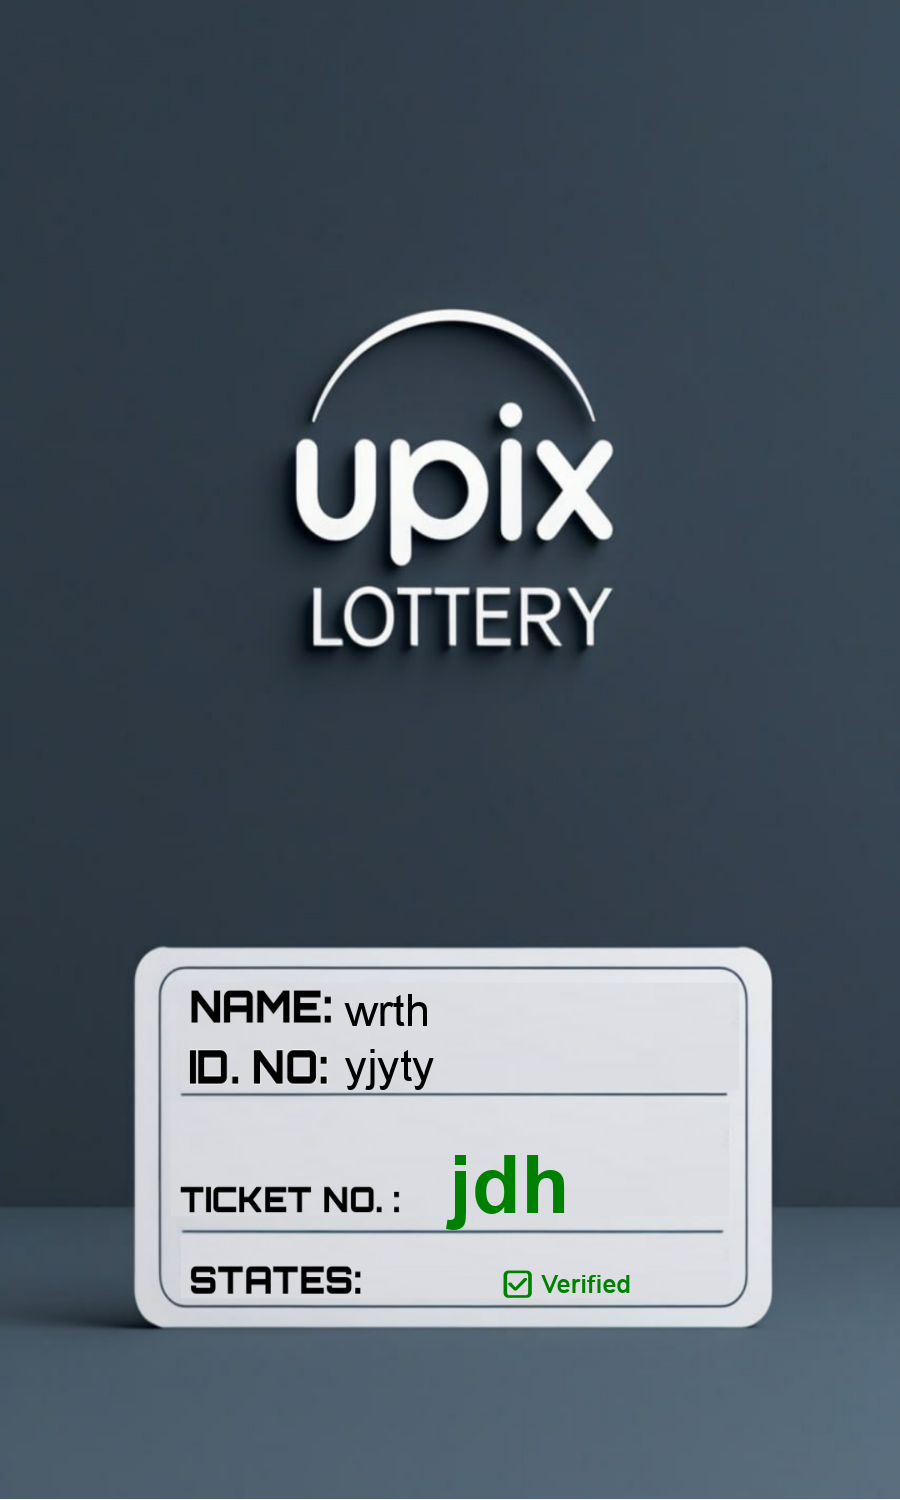 upix
LOTTERY
NAME: wrth
ID. NO: yjyty
TICKET NO. : jdh
STATES: Verified